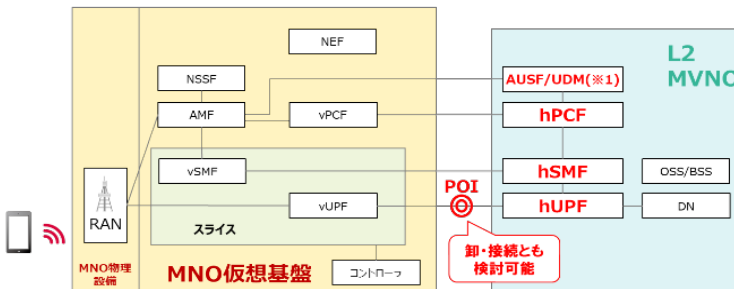 NEF
L2
MVNO
NSSF
AUSF/UDM(※1)
AMF
vPCF
hPCF
vSMF
hSMF
OSS/BSS
POI
RAN
vUPF
hUPF
DN
スライス
卸・接続とも
検討可能
MNO物理
設備
MNO仮想基盤
コントローラ